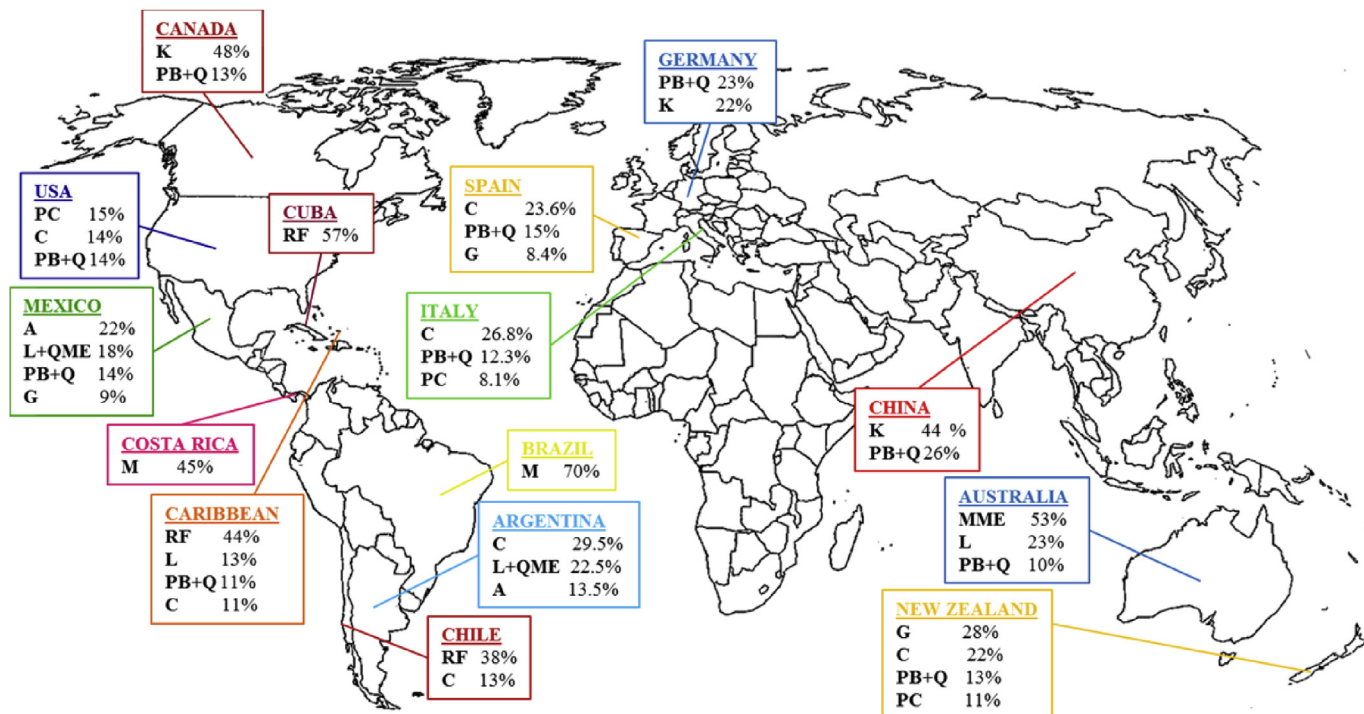 CANADA
K 48%
PB+Q 13%
GERMANY
PB+Q 23%
K 22%
USA
PC 15%
C 14%
PB+Q 14%
CUBA
RF 57%
SPAIN
C 23.6%
PB+Q 15%
G 8.4%
MEXICO
A 22%
L+QME 18%
PB+Q 14%
G 9%
ITALY
C 26.8%
PB+Q 12.3%
PC 8.1%
CHINA
K 44 %
PB+Q 26%
COSTA RICA
M 45%
BRAZIL
M 70%
CARIBBEAN
RF 44%
L 13%
PB+Q 11%
C 11%
ARGENTINA
C 29.5%
L+QME 22.5%
A 13.5%
AUSTRALIA
MME 53%
L 23%
PB+Q 10%
CHILE
RF 38%
C 13%
NEW ZEALAND
G 28%
C 22%
PB+Q 13%
PC 11%